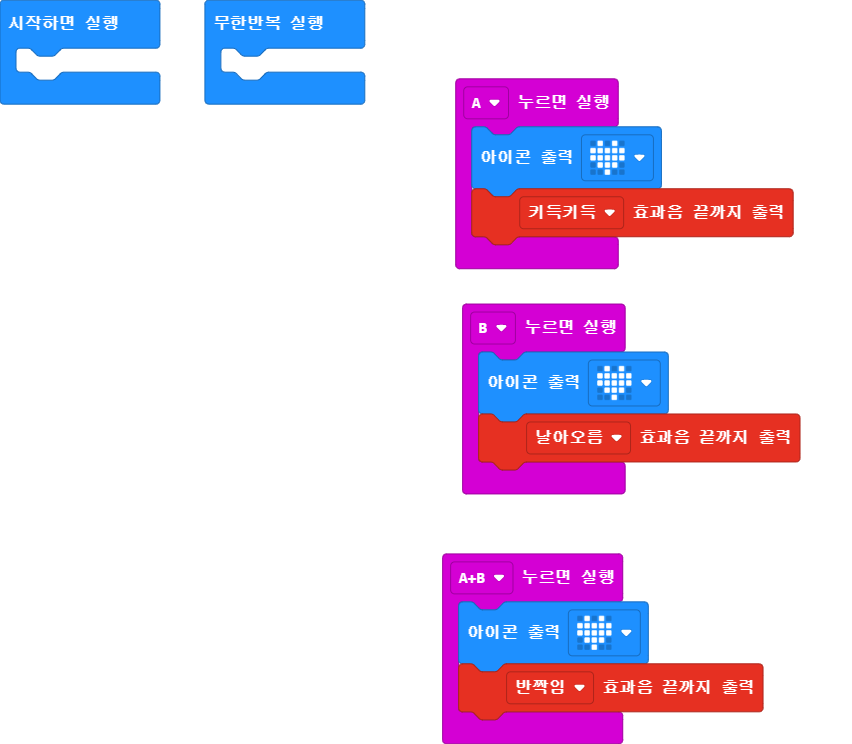 시작하면 실행
무한반복 실행
A 누르면 실행
아이콘 출력
키득키득 효과음 끝까지 출력
B 누르면 실행
아이콘 출력
날아오름 효과음 끝까지 출력
A+B 누르면 실행
아이콘 출력
반짝임 효과음 끝까지 출력